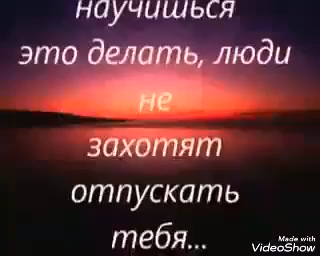 научишься
это делать, люди
не
захотят
отпускать
тебя...
Made with
VideoShow